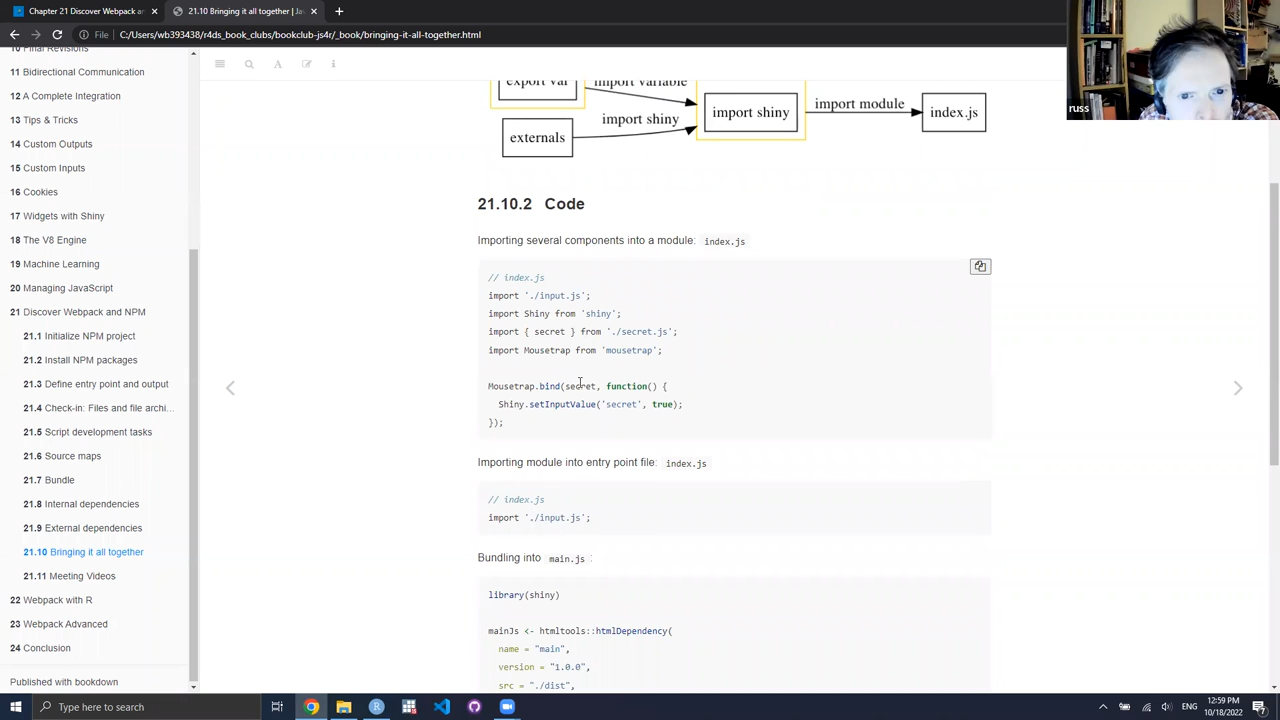 Chapter 21 Discover Webpack an
21.10 Bringing it all together | Ja
File
C:/Users/wb393438/r4ds_book_clubs/bookclub-js4r/_book/bringing-it-all-together.html
russ
10 Final Revisions
11 Bidirectional Communication
12 A Complete Integration
13 Tips & Tricks
14 Custom Outputs
15 Custom Inputs
16 Cookies
17 Widgets with Shiny
18 The V8 Engine
19 Machine Learning
20 Managing JavaScript
21 Discover Webpack and NPM
21.1 Initialize NPM project
21.2 Install NPM packages
21.3 Define entry point and output
21.4 Check-in: Files and file archi...
21.5 Script development tasks
21.6 Source maps
21.7 Bundle
21.8 Internal dependencies
21.9 External dependencies
21.10 Bringing it all together
21.11 Meeting Videos
22 Webpack with R
23 Webpack Advanced
24 Conclusion
Published with bookdown
export var
import variable
import shiny
import module
index.js
externals
import shiny
21.10.2 Code
Importing several components into a module: index.js
// index.js
import './input.js';
import Shiny from 'shiny';
import { secret } from './secret.js';
import Mousetrap from 'mousetrap';
Mousetrap.bind(secret, function() {
Shiny.setInputValue('secret', true);
});
Importing module into entry point file: index.js
// index.js
import './input.js';
Bundling into main.js :
library(shiny)
mainJs <- htmltools::htmlDependency(
name = "main",
version = "1.0.0",
src = "./dist",
Type here to search
ENG
12:59 PM
10/18/2022
7